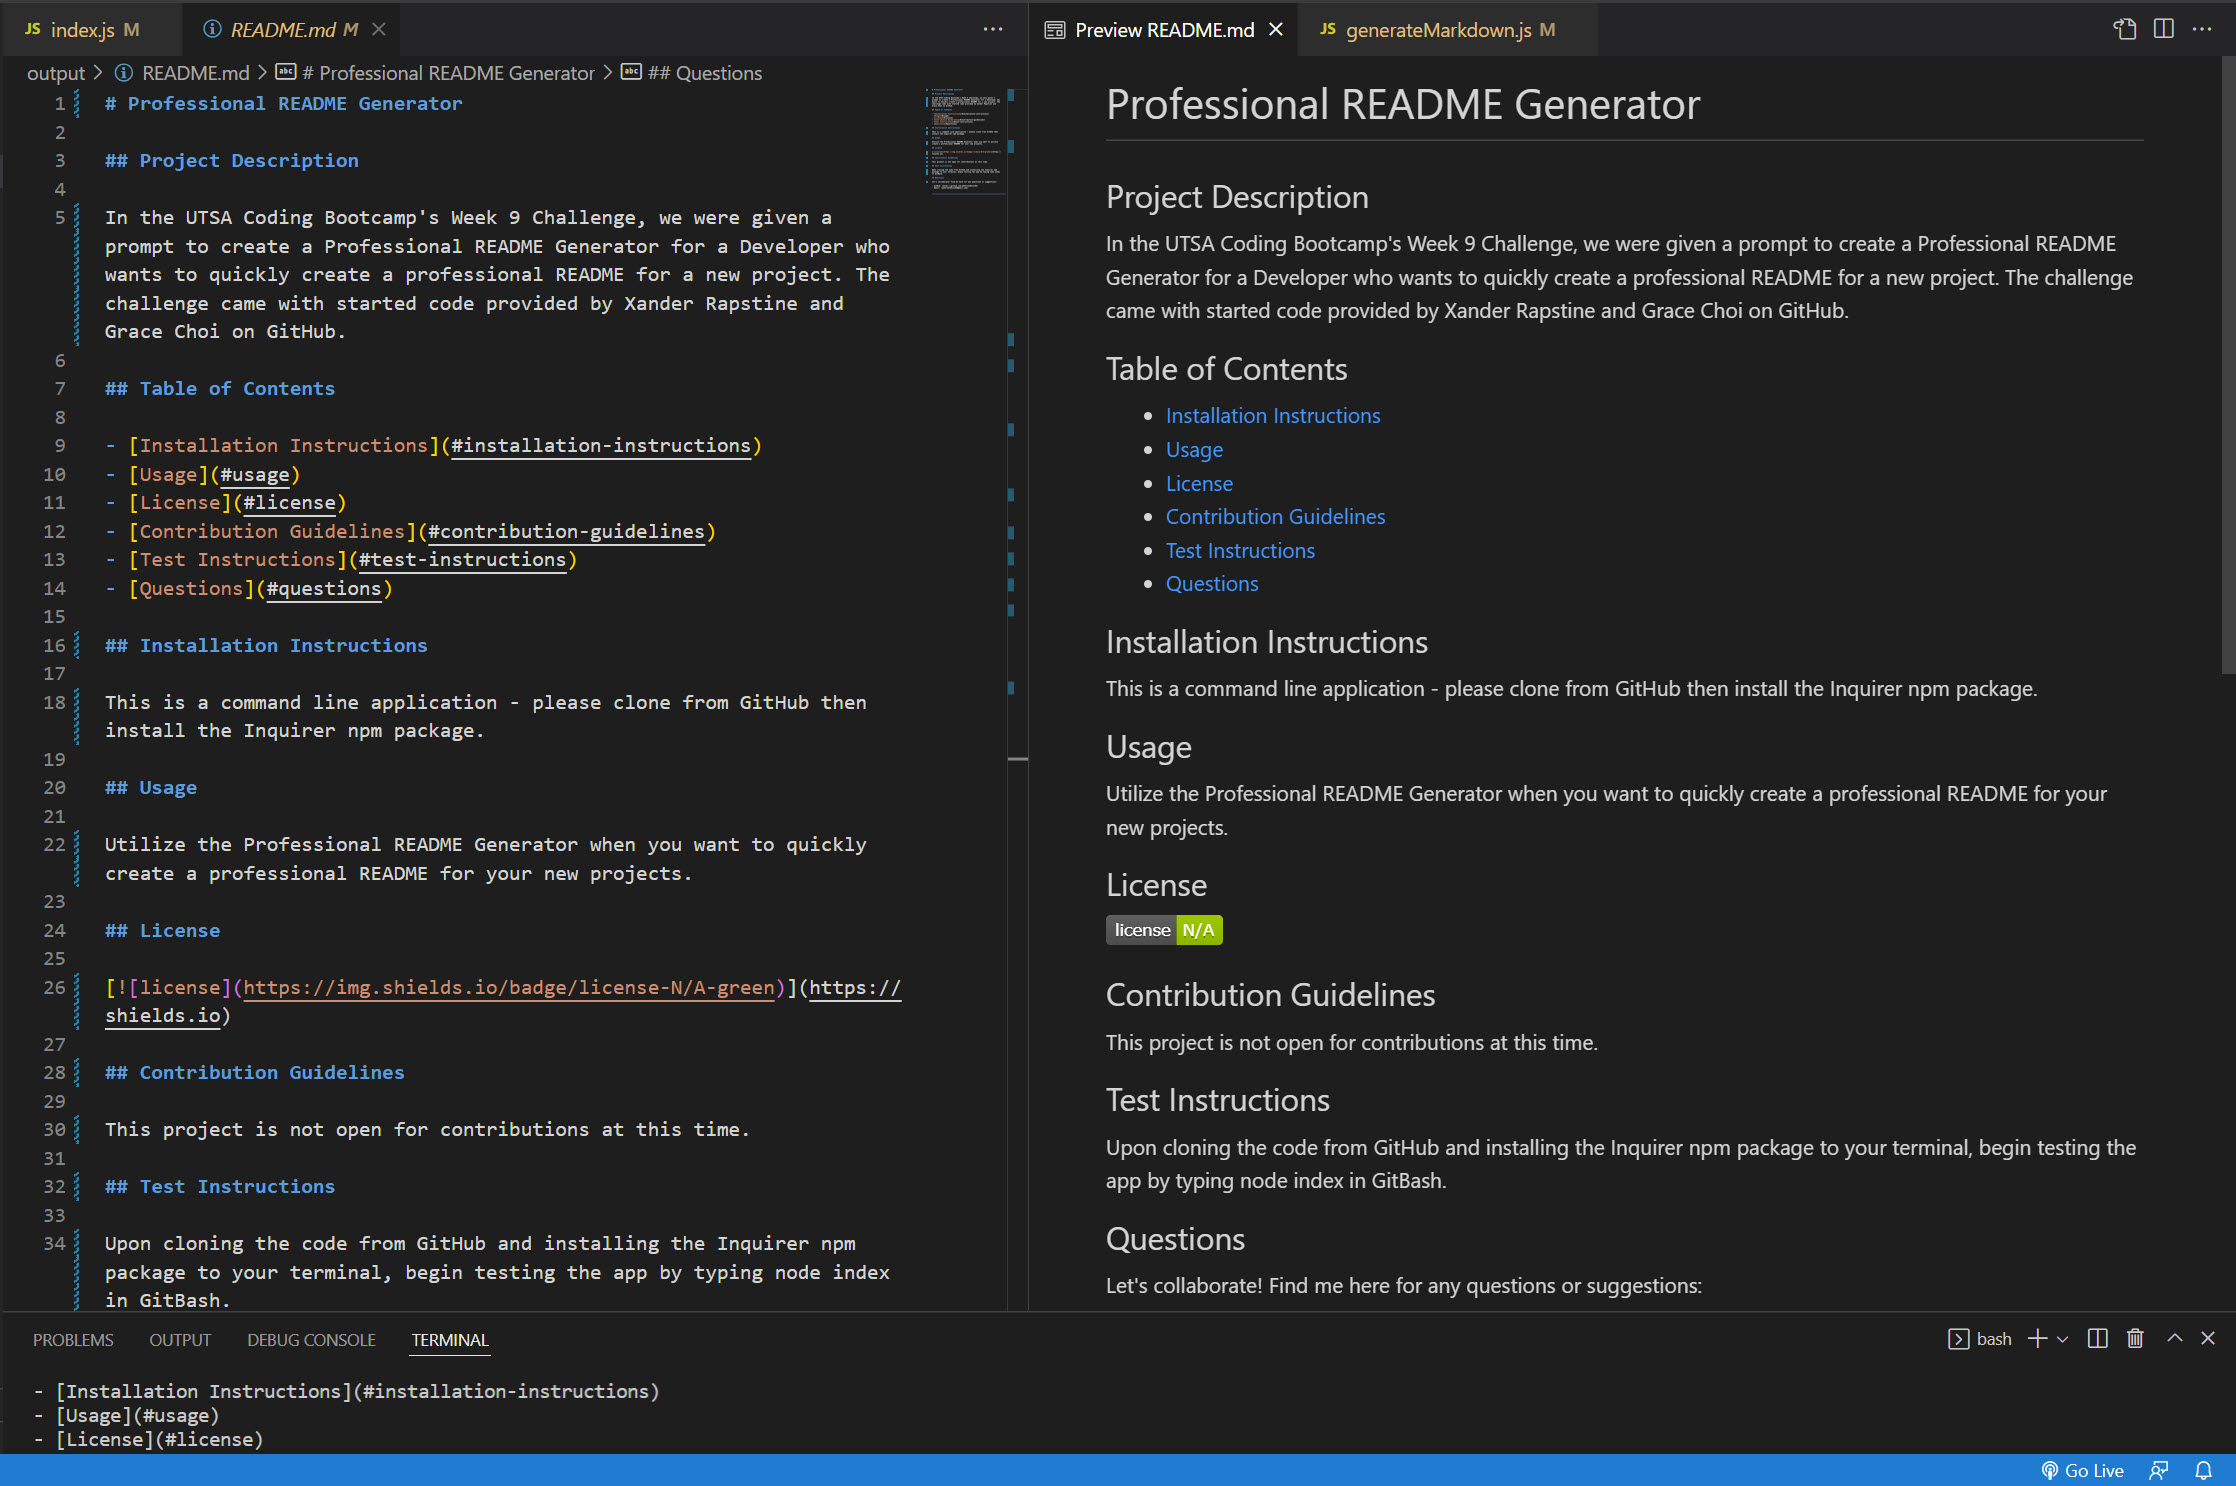 JS index.js M
README.md M
output > README.md > # Professional README Generator > ## Questions
1 # Professional README Generator
2
3 ## Project Description
4
5 In the UTSA Coding Bootcamp's Week 9 Challenge, we were given a
prompt to create a Professional README Generator for a Developer who
wants to quickly create a professional README for a new project. The
challenge came with started code provided by Xander Rapstine and
Grace Choi on GitHub.
6
7 ## Table of Contents
8
9 - [Installation Instructions](#installation-instructions)
10 - [Usage](#usage)
11 - [License](#license)
12 - [Contribution Guidelines](#contribution-guidelines)
13 - [Test Instructions](#test-instructions)
14 - [Questions](#questions)
15
16 ## Installation Instructions
17
18 This is a command line application - please clone from GitHub then
install the Inquirer npm package.
19
20 ## Usage
21
22 Utilize the Professional README Generator when you want to quickly
create a professional README for your new projects.
23
24 ## License
25
26 [![license](https://img.shields.io/badge/license-N/A-green)](https://
shields.io)
27
28 ## Contribution Guidelines
29
30 This project is not open for contributions at this time.
31
32 ## Test Instructions
33
34 Upon cloning the code from GitHub and installing the Inquirer npm
package to your terminal, begin testing the app by typing node index
in GitBash.
Preview README.md
JS generateMarkdown.js M
Professional README Generator
Project Description
In the UTSA Coding Bootcamp's Week 9 Challenge, we were given a prompt to create a Professional README
Generator for a Developer who wants to quickly create a professional README for a new project. The challenge
came with started code provided by Xander Rapstine and Grace Choi on GitHub.
Table of Contents
• Installation Instructions
• Usage
• License
• Contribution Guidelines
• Test Instructions
• Questions
Installation Instructions
This is a command line application - please clone from GitHub then install the Inquirer npm package.
Usage
Utilize the Professional README Generator when you want to quickly create a professional README for your
new projects.
License
license N/A
Contribution Guidelines
This project is not open for contributions at this time.
Test Instructions
Upon cloning the code from GitHub and installing the Inquirer npm package to your terminal, begin testing the
app by typing node index in GitBash.
Questions
Let's collaborate! Find me here for any questions or suggestions:
PROBLEMS OUTPUT DEBUG CONSOLE TERMINAL
bash
- [Installation Instructions](#installation-instructions)
- [Usage](#usage)
- [License](#license)
Go Live